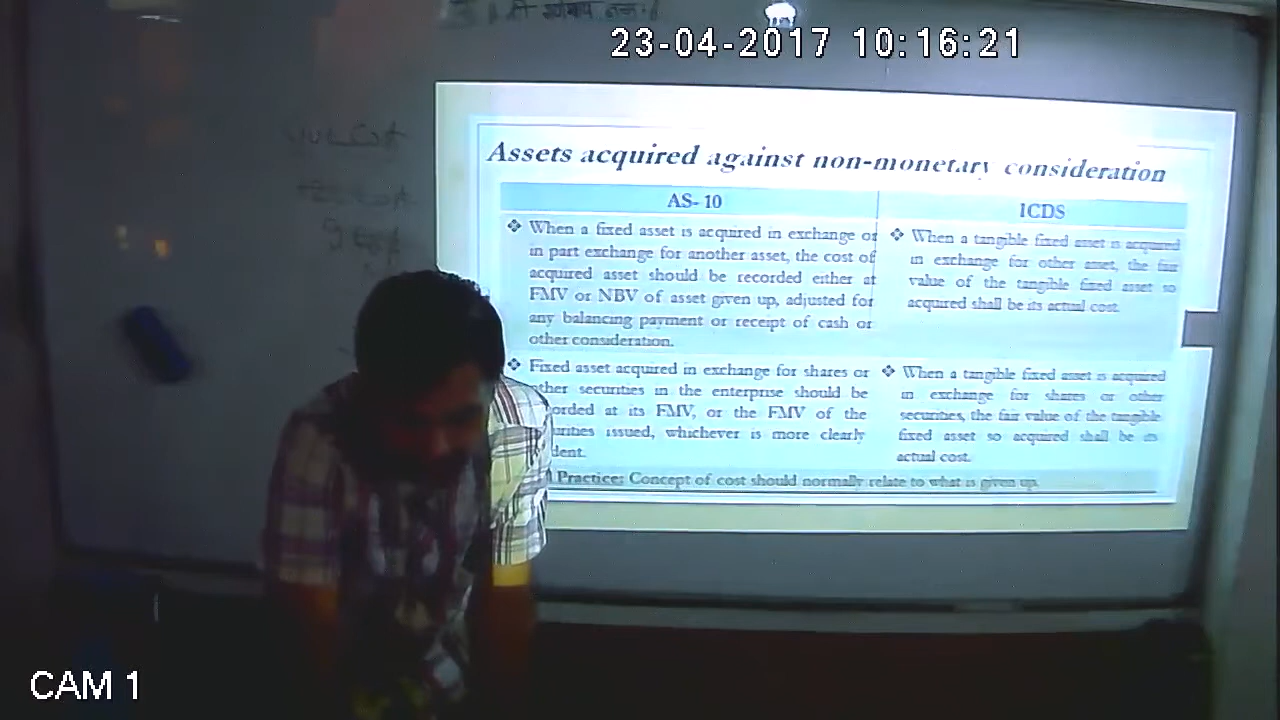 23-04-2017 10:16:21
Assets acquired against non-monetary consideration
AS-10
ICDS
❖ When a fixed asset is acquired in exchange or
in part exchange for another asset, the cost of
acquired asset should be recorded either at
FMV or NBV of asset given up, adjusted for
any balancing payment or receipt of cash or
other consideration.
❖ When a tangible fixed asset is acquired
in exchange for other asset, the fair
value of the tangible fixed asset so
acquired shall be its actual cost.
❖ Fixed asset acquired in exchange for shares or
other securities in the enterprise should be
orded at its FMV, or the FMV of the
urities issued, whichever is more clearly
dent.
❖ When a tangible fixed asset is acquired
in exchange for shares or other
securities, the fair value of the tangible
fixed asset so acquired shall be its
actual cost.
Practice: Concept of cost should normally relate to what is given up.
CAM 1